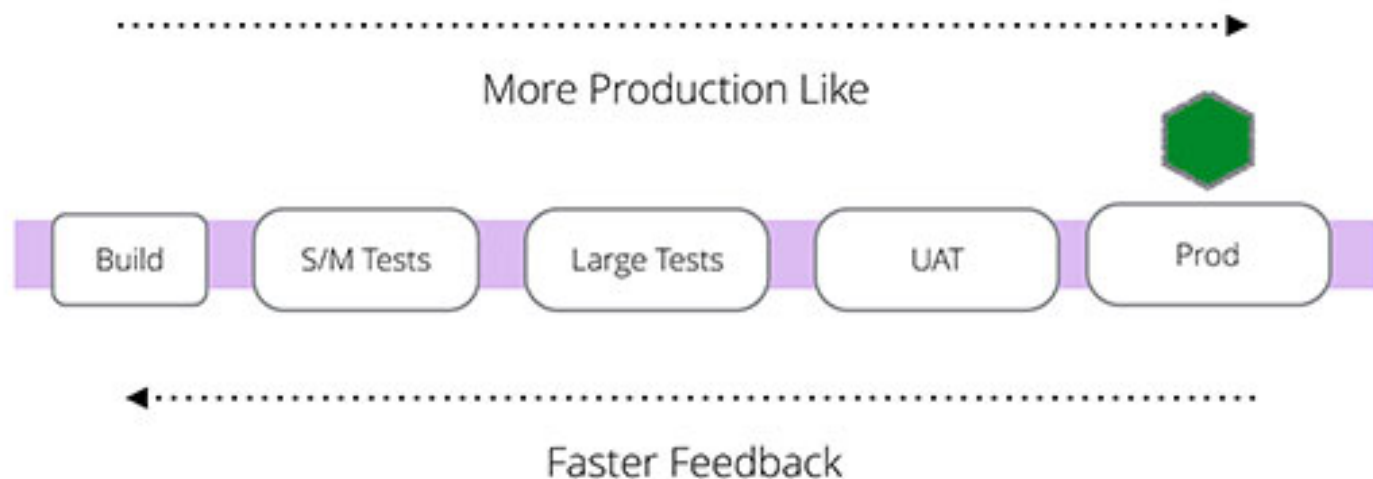 More Production Like
Build
S/M Tests
Large Tests
UAT
Prod
Faster Feedback